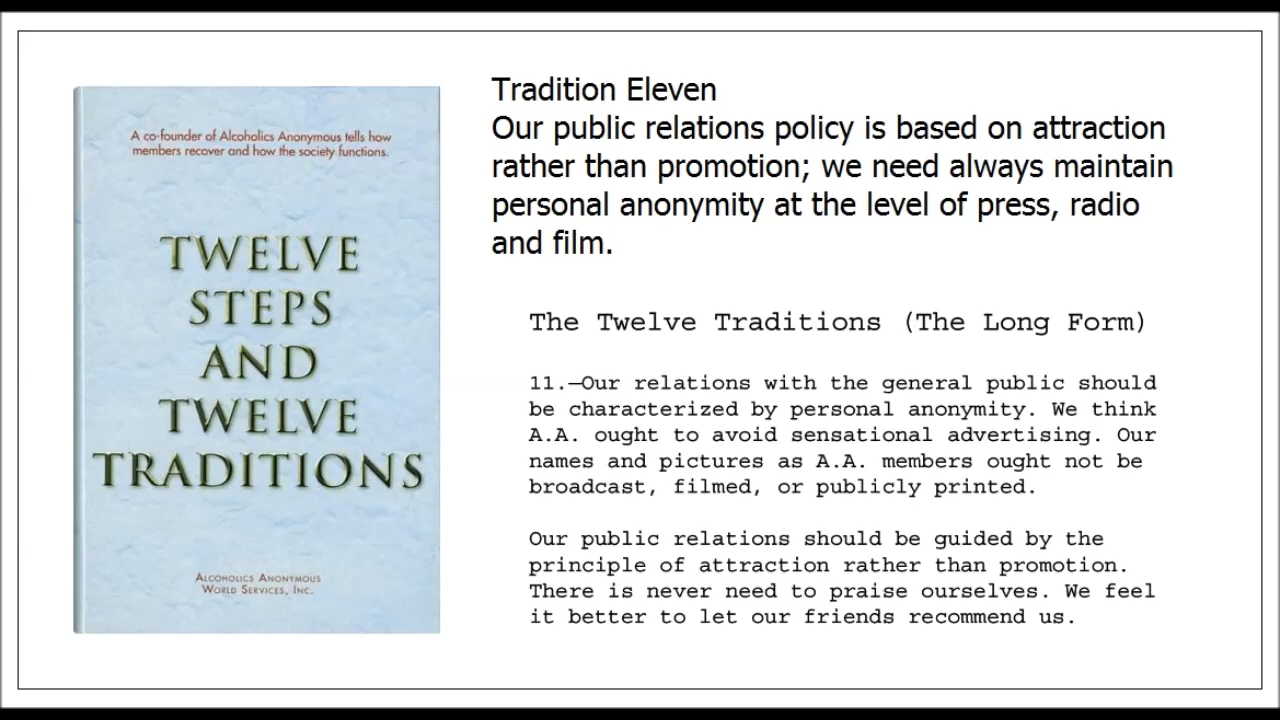 A co-founder of Alcoholics Anonymous tells how
members recover and how the society functions.
TWELVE
STEPS
AND
TWELVE
TRADITIONS
ALCOHOLICS ANONYMOUS
WORLD SERVICES, INC.
Tradition Eleven
Our public relations policy is based on attraction
rather than promotion; we need always maintain
personal anonymity at the level of press, radio
and film.
The Twelve Traditions (The Long Form)
11.—Our relations with the general public should
be characterized by personal anonymity. We think
A.A. ought to avoid sensational advertising. Our
names and pictures as A.A. members ought not be
broadcast, filmed, or publicly printed.
Our public relations should be guided by the
principle of attraction rather than promotion.
There is never need to praise ourselves. We feel
it better to let our friends recommend us.